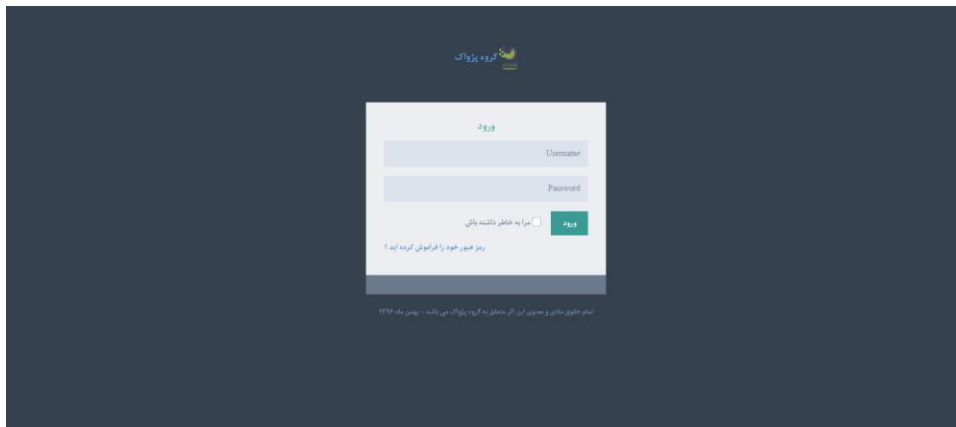 گروه پژواک
ورود
Username
Password
ورود مرا به خاطر داشته باش
رمز عبور خود را فراموش کرده اید ؟
تمام حقوق مادی و معنوی این اثر متعلق به گروه پژواک می باشد - بهمن ماه ۱۳۹۶